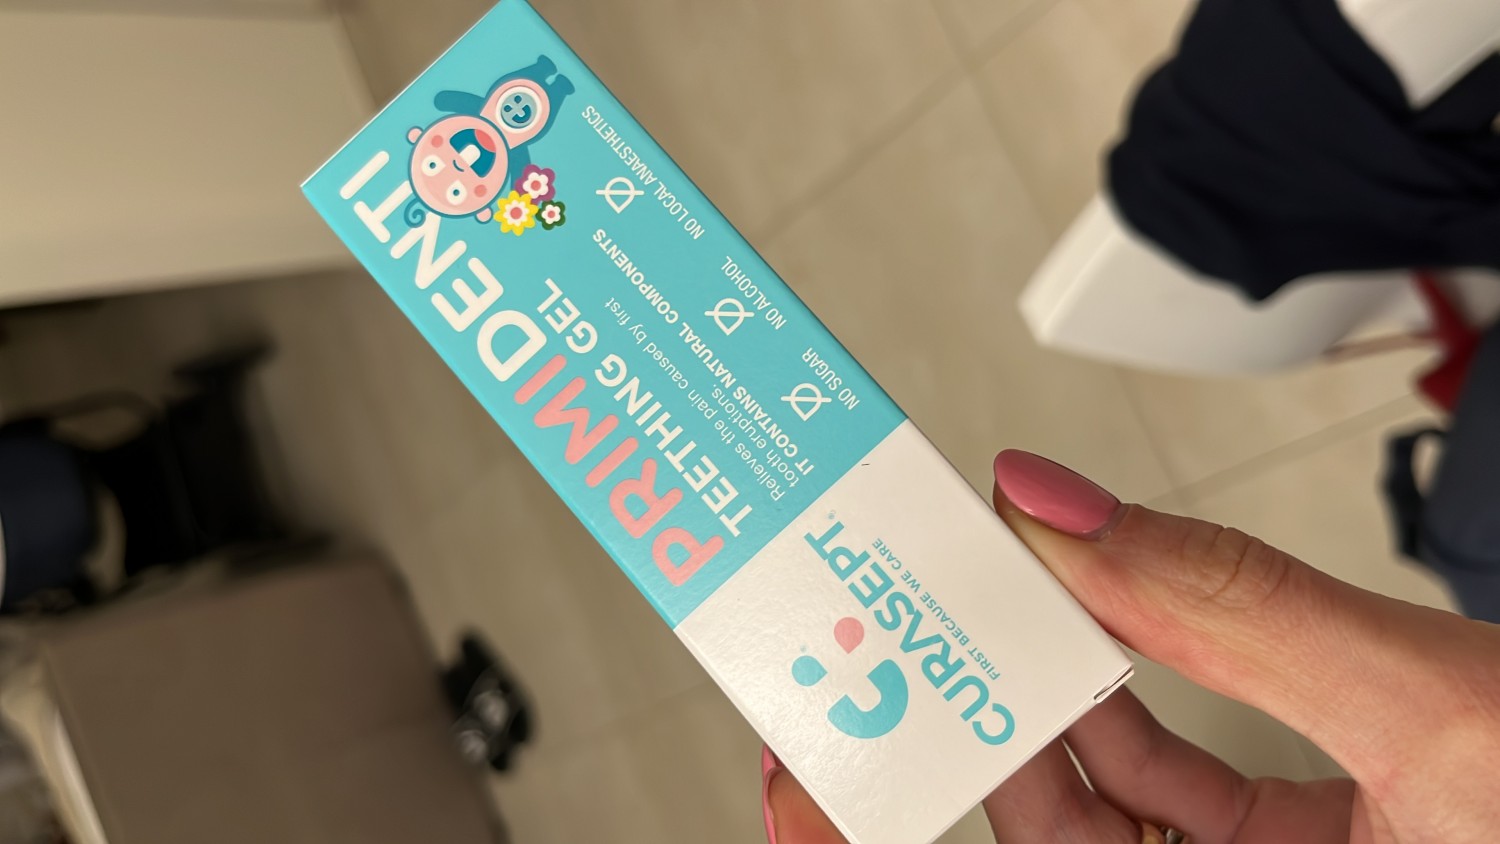 CURASEPT®
FIRST BECAUSE WE CARE
PRIMIDENTI
TEETHING GEL
Relieves the pain caused by first
tooth eruptions.
IT CONTAINS NATURAL COMPONENTS
NO SUGAR
NO ALCOHOL
NO LOCAL ANAESTHETICS